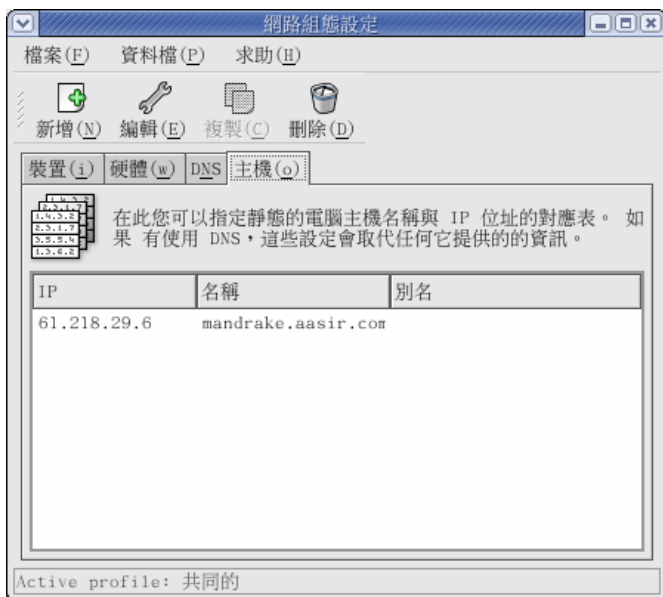 網路組態設定
檔案(F) 資料檔(P) 求助(H)
新增(N) 編輯(E) 複製(C) 刪除(D)
裝置(i) 硬體(w) DNS 主機(o)
在此您可以指定靜態的電腦主機名稱與 IP 位址的對應表。 如
果 有使用 DNS，這些設定會取代任何它提供的的資訊。
IP 名稱 別名
61.218.29.6 mandrake.aasir.com
Active profile: 共同的